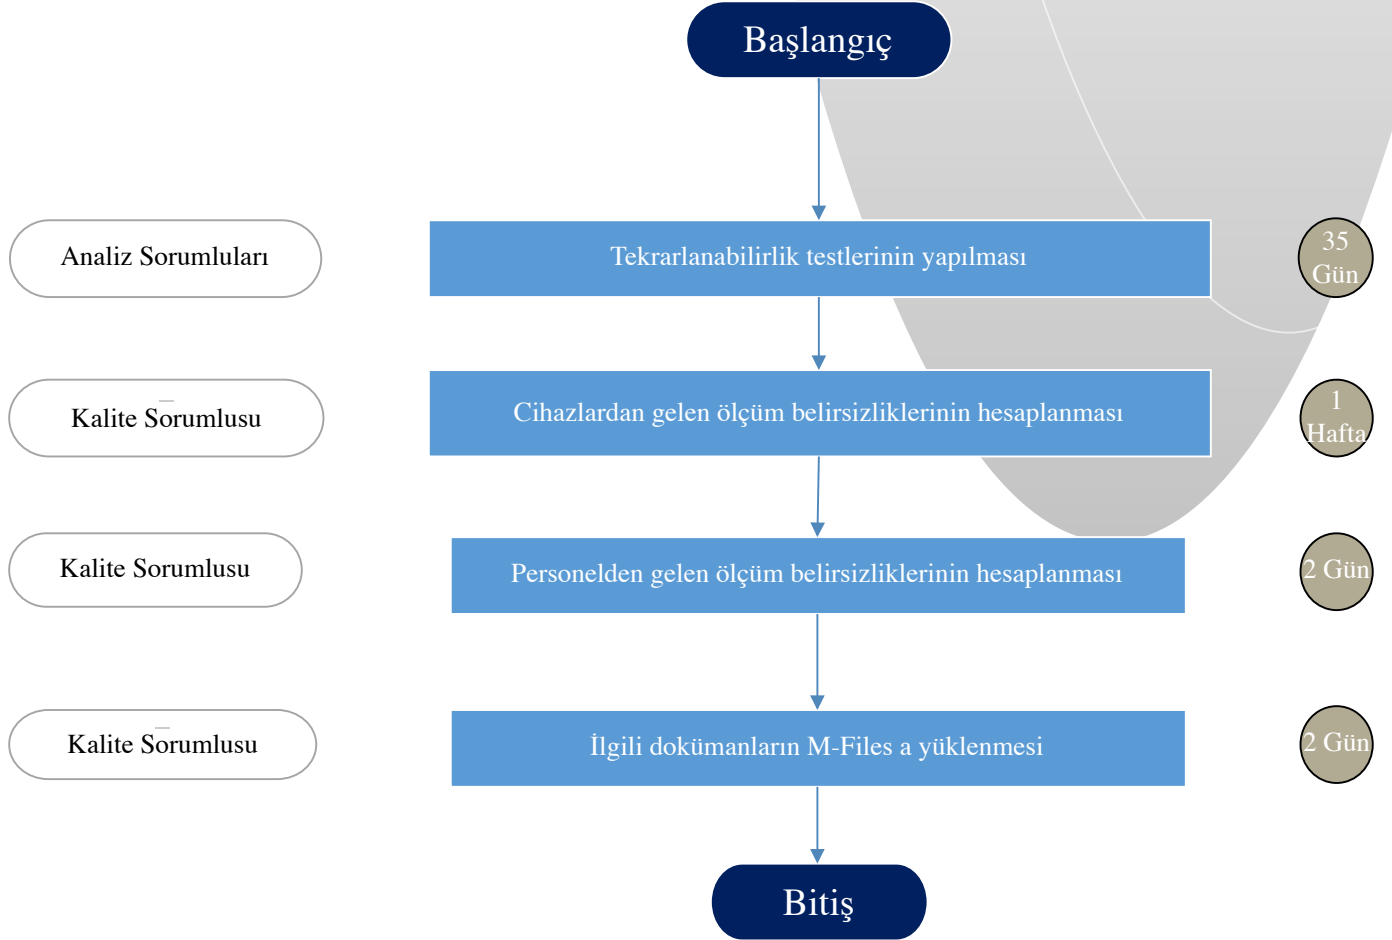 Başlangıç
Analiz Sorumluları
Tekrarlanabilirlik testlerinin yapılması
35
Gün
Kalite Sorumlusu
Cihazlardan gelen ölçüm belirsizliklerinin hesaplanması
1
Hafta
Kalite Sorumlusu
Personelden gelen ölçüm belirsizliklerinin hesaplanması
2 Gün
Kalite Sorumlusu
İlgili dokümanların M-Files a yüklenmesi
2 Gün
Bitiş